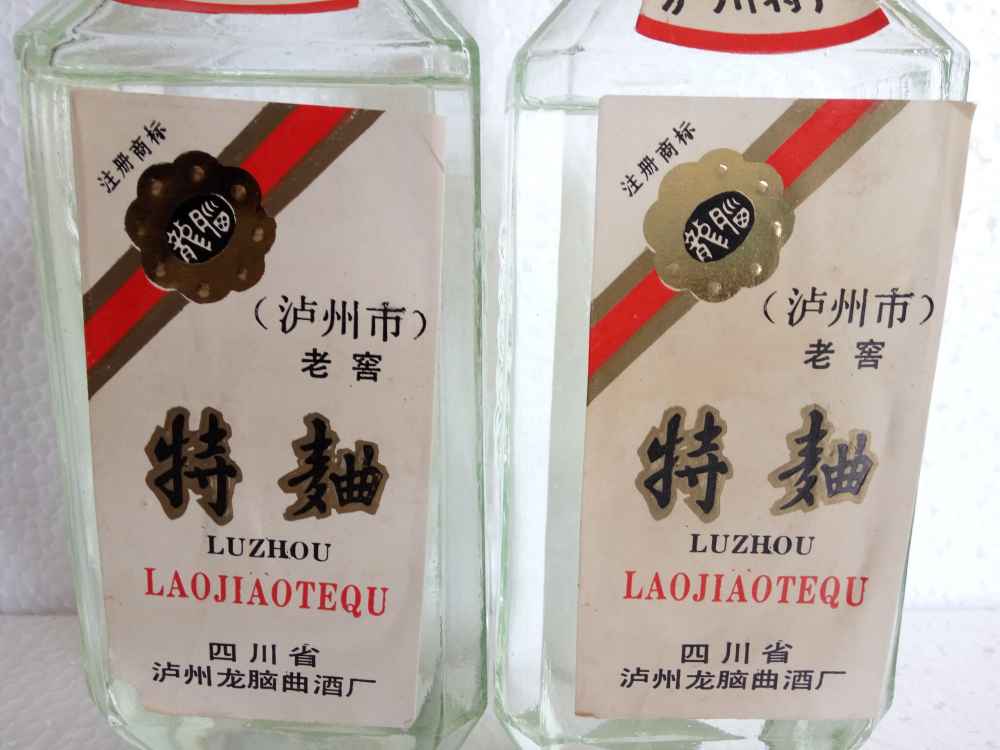 注册商标
龍腦
（泸州市）
老窖
特麯
LUZHOU
LAOJIAOTEQU
四川省
泸州龙脑曲酒厂
注册商标
龍腦
（泸州市）
老窖
特麯
LUZHOU
LAOJIAOTEQU
四川省
泸州龙脑曲酒厂